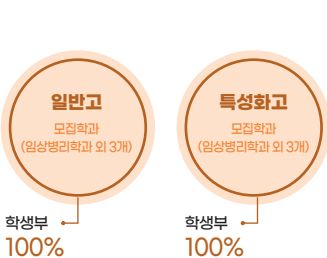 일반고
모집학과
(임상병리학과 외 3개)
학생부
100%
특성화고
모집학과
(임상병리학과 외 3개)
학생부
100%